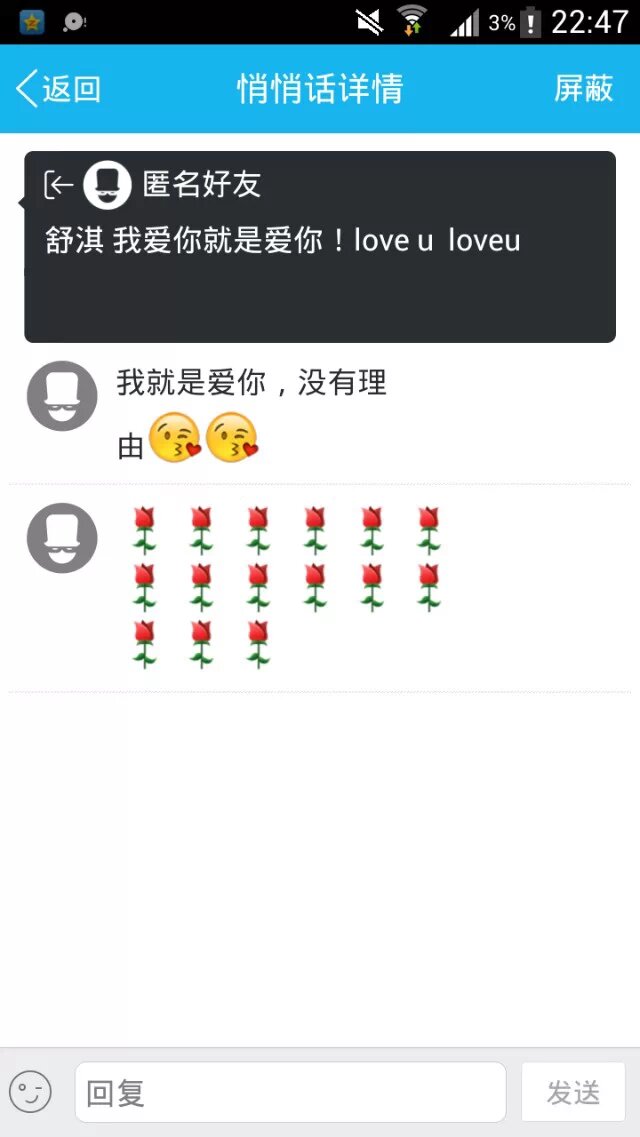 3% 22:47
返回 悄悄话详情 屏蔽
匿名好友
舒淇 我爱你就是爱你！love u loveu
我就是爱你，没有理
由
回复 发送